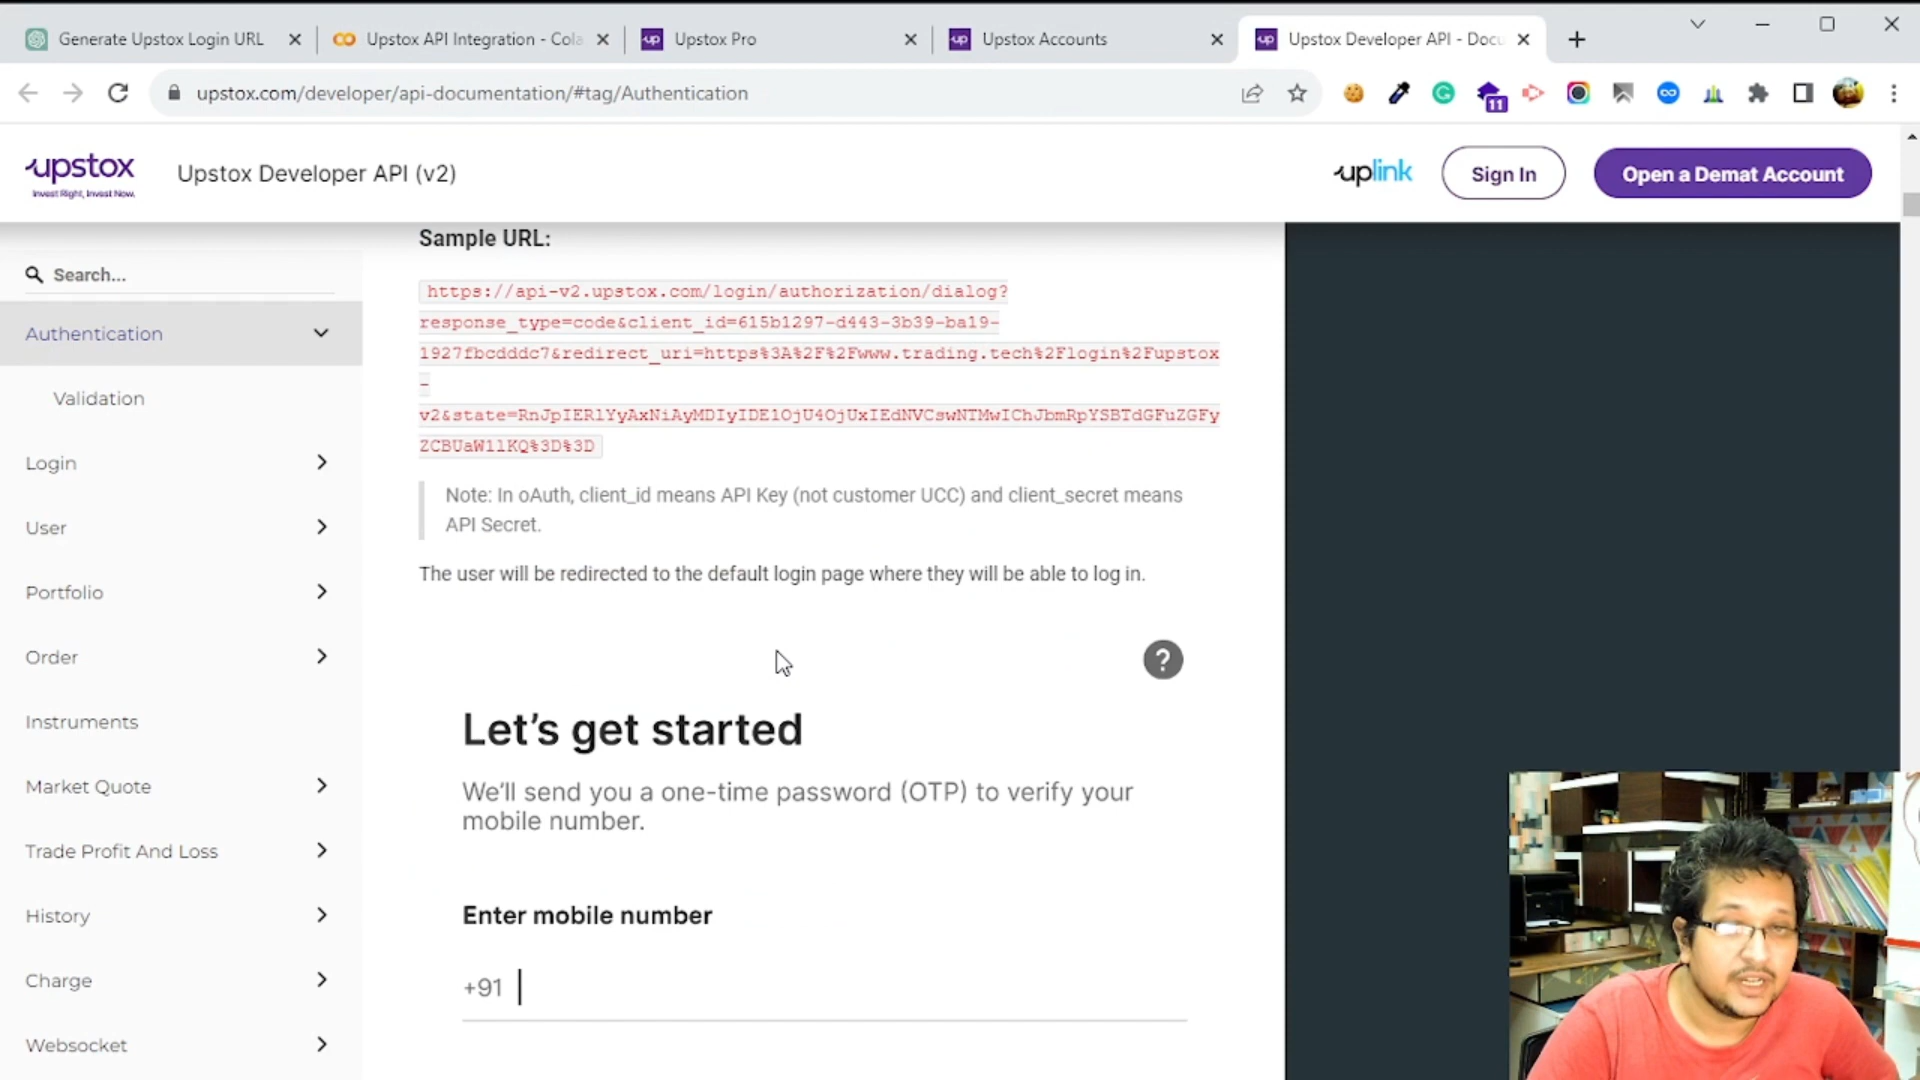 Generate Upstox Login URL
Upstox API Integration - Cola
Upstox Pro
Upstox Accounts
Upstox Developer API - Docu
upstox.com/developer/api-documentation/#tag/Authentication
11
upstox
Invest Right, Invest Now.
Upstox Developer API (v2)
uplink
Sign In
Open a Demat Account
Search...
Authentication
Validation
Login
User
Portfolio
Order
Instruments
Market Quote
Trade Profit And Loss
History
Charge
Websocket
Sample URL:
https://api-v2.upstox.com/login/authorization/dialog?
response_type=code&client_id=615b1297-d443-3b39-ba19-
1927fbcdddc7&redirect_uri=https%3A%2F%2Fwww.trading.tech%2Flogin%2Fupstox
-
v2&state=RnJpIERlYyAxNiAyMDIyIDE1OjU4OjUxIEdNVCswNTMwIChJbmRpYSBTdGFuZGFy
ZCBUaW1lKQ%3D%3D
Note: In oAuth, client_id means API Key (not customer UCC) and client_secret means
API Secret.
The user will be redirected to the default login page where they will be able to log in.
?
Let's get started
We'll send you a one-time password (OTP) to verify your
mobile number.
Enter mobile number
+91